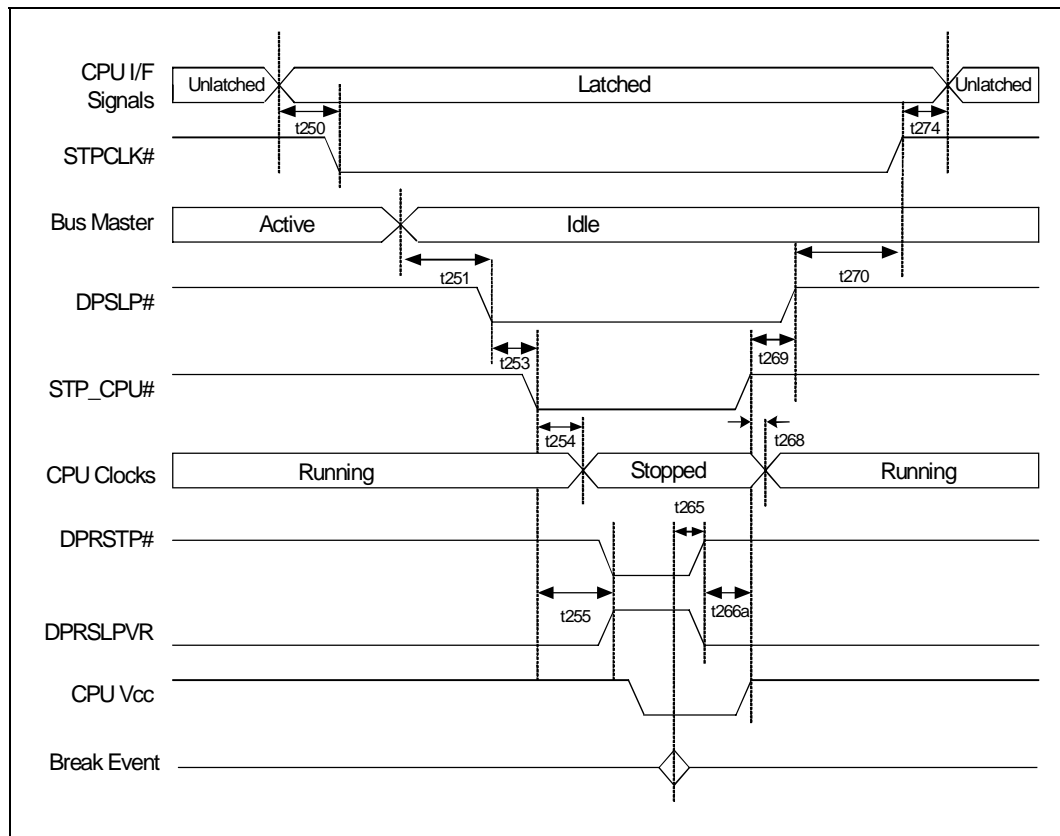 CPU I/F
Signals
Unlatched
Latched
Unlatched
t250
t274
STPCLK#
Bus Master
Active
Idle
t251
t270
DPSLP#
t253
t269
STP_CPU#
t254
t268
CPU Clocks
Running
Stopped
Running
t265
DPRSTP#
t255
t266a
DPRSLPVR
CPU Vcc
Break Event